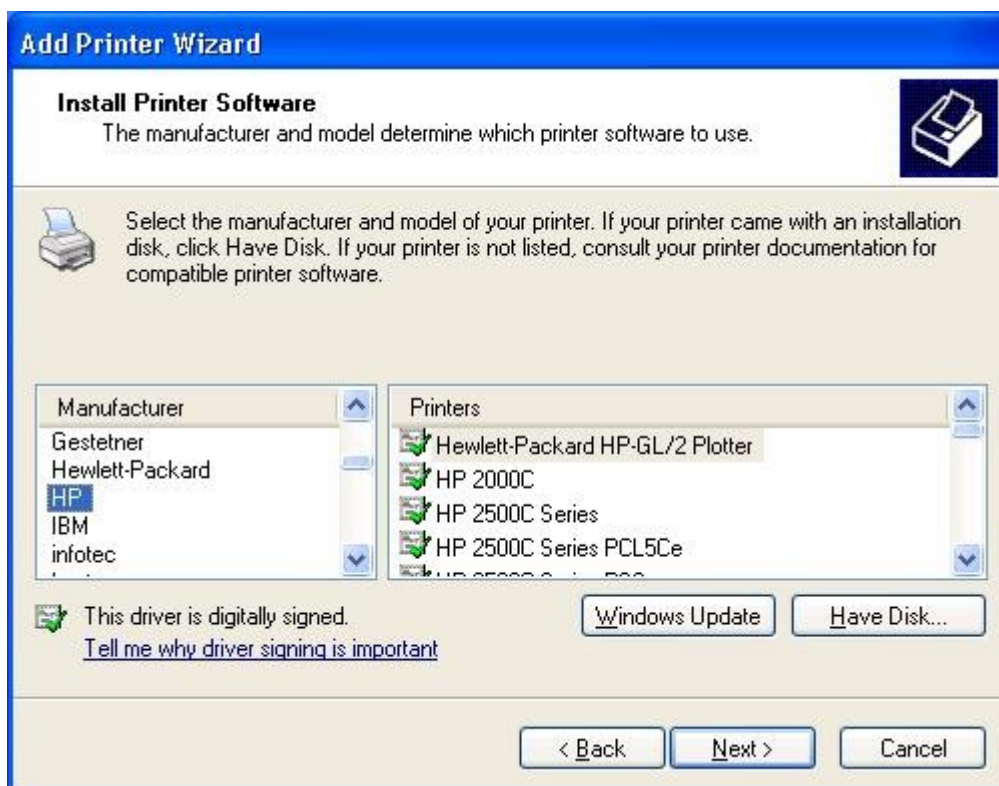 Add Printer Wizard
Install Printer Software
The manufacturer and model determine which printer software to use.
Select the manufacturer and model of your printer. If your printer came with an installation
disk, click Have Disk. If your printer is not listed, consult your printer documentation for
compatible printer software.
Manufacturer
Gestetner
Hewlett-Packard
HP
IBM
infotec
Printers
Hewlett-Packard HP-GL/2 Plotter
HP 2000C
HP 2500C Series
HP 2500C Series PCL5Ce
This driver is digitally signed.
Tell me why driver signing is important
Windows Update
Have Disk...
< Back
Next >
Cancel